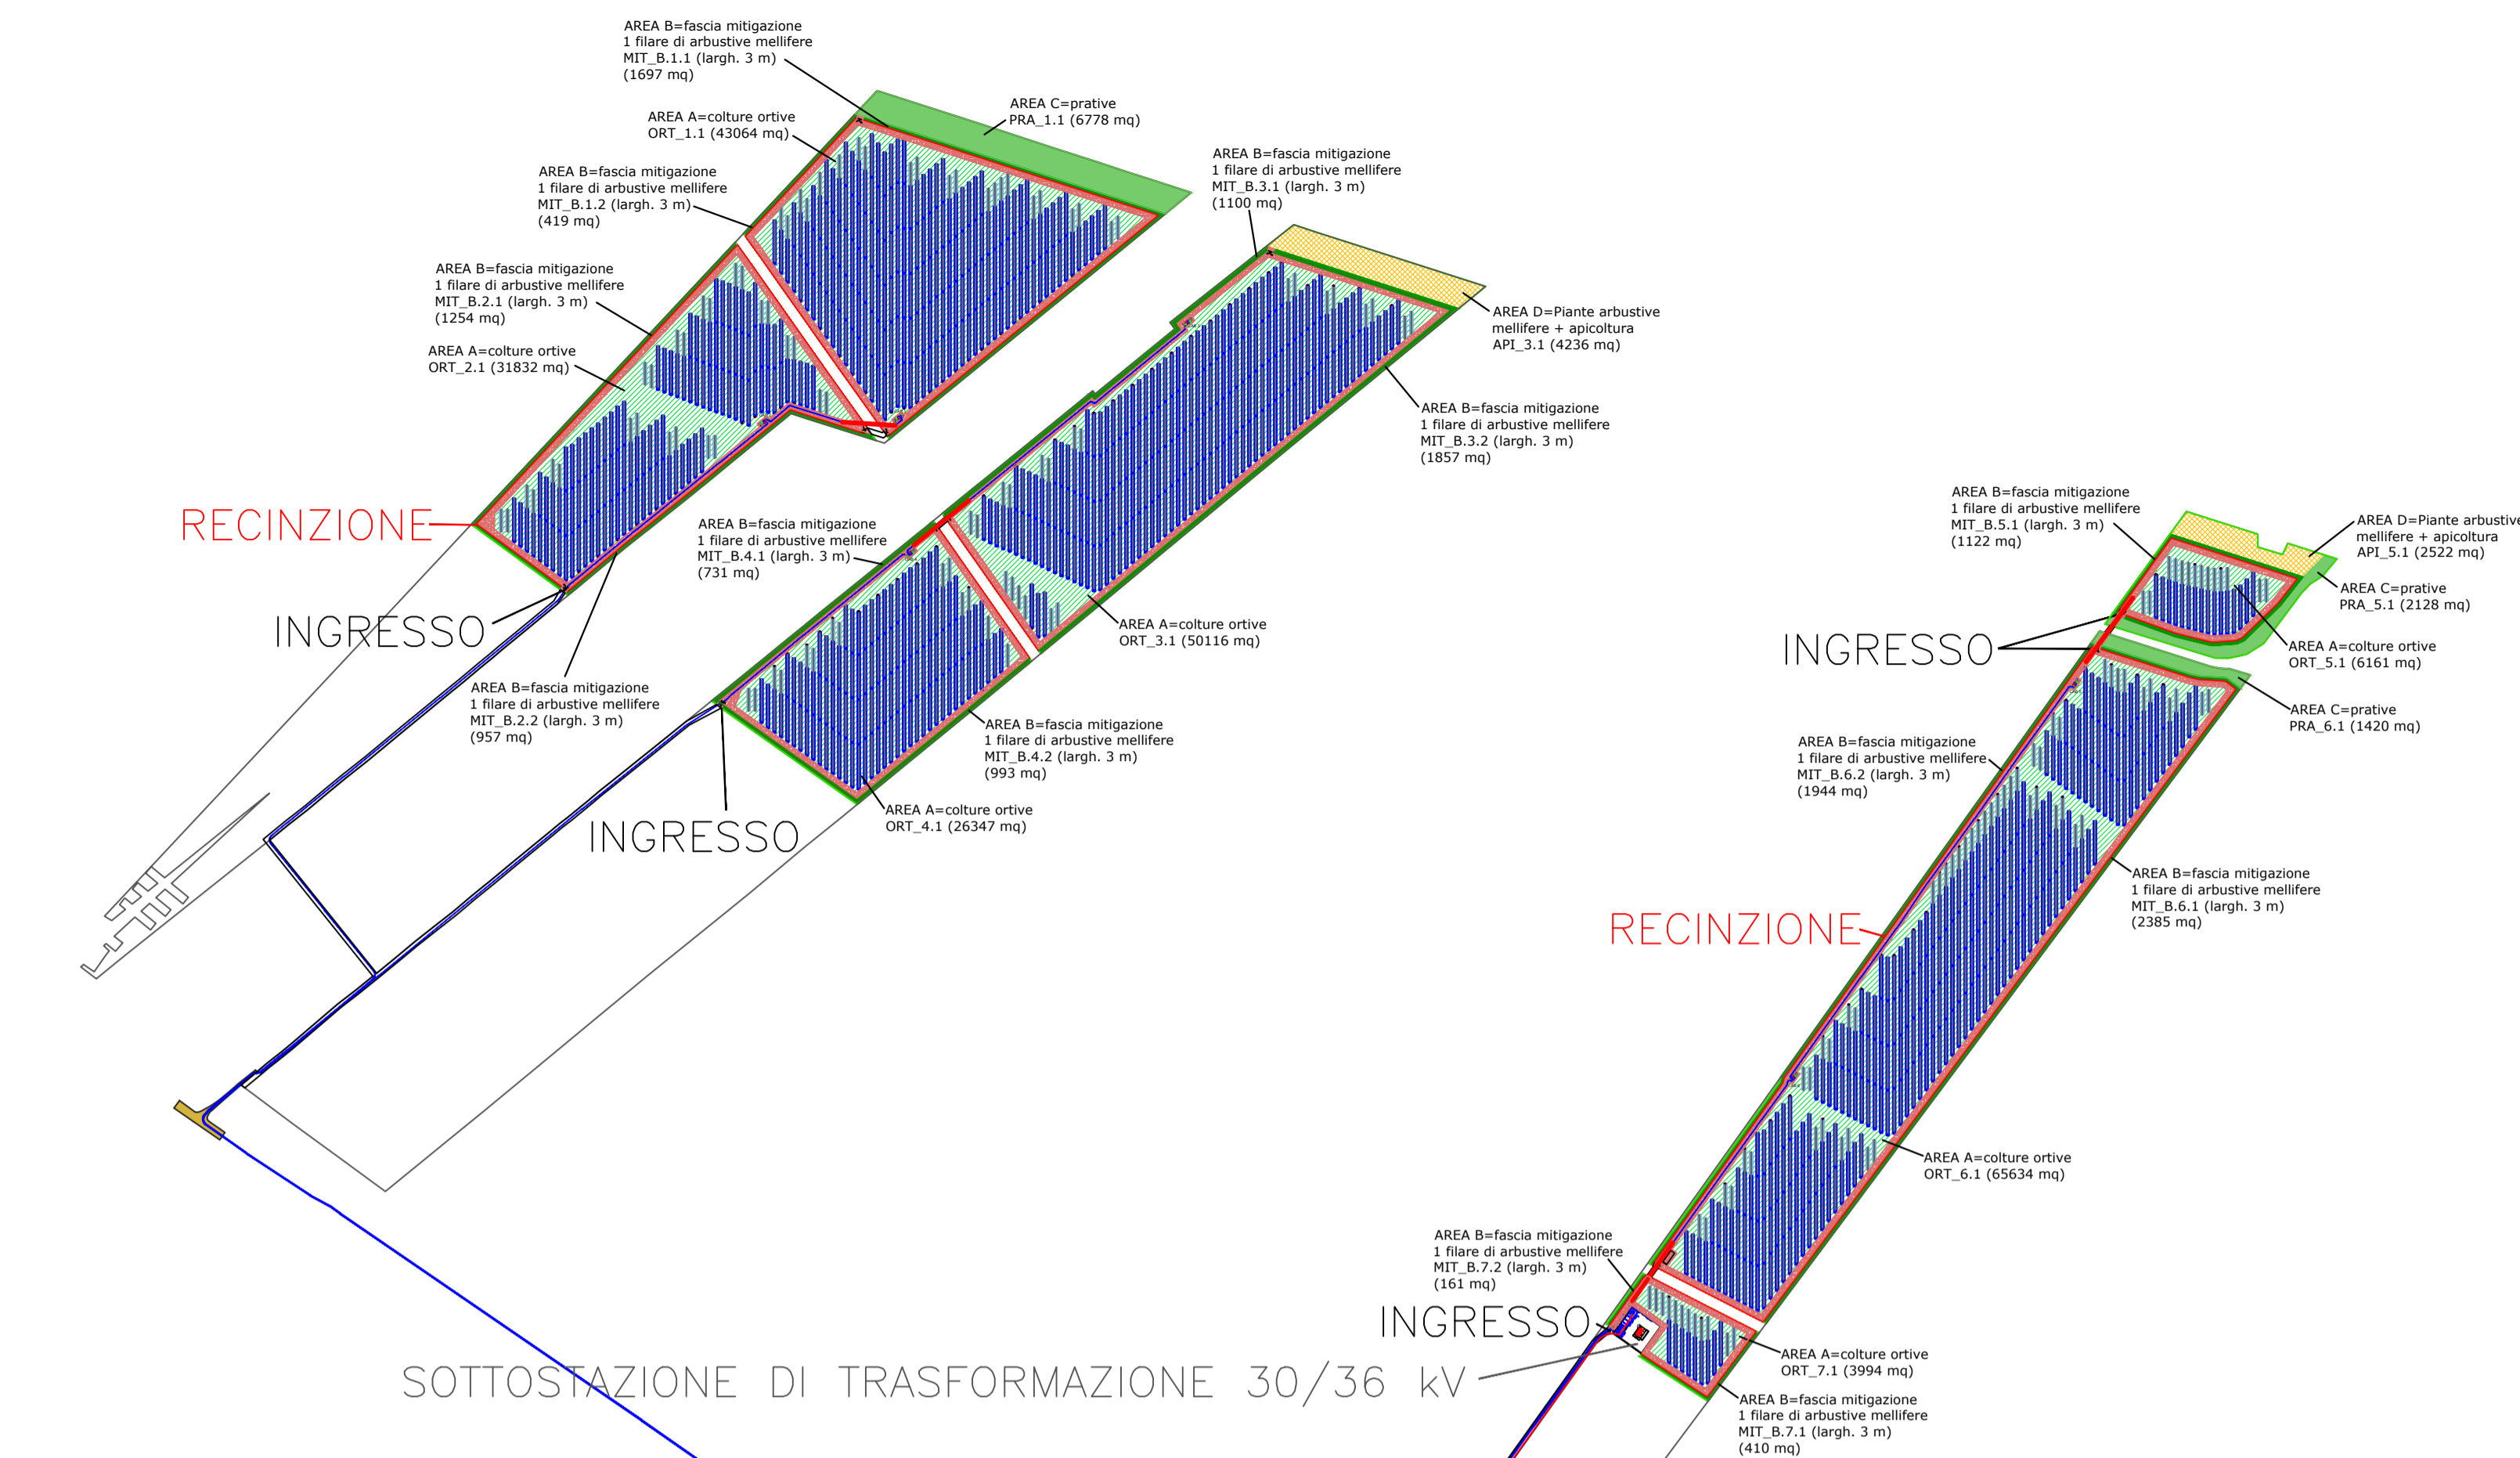 AREA B=fascia mitigazione
1 filare di arbustive mellifere
MIT_B.1.1 (largh. 3 m)
(1697 mq)
AREA C=prative
PRA_1.1 (6778 mq)
AREA A=colture ortive
ORT_1.1 (43064 mq)
AREA B=fascia mitigazione
1 filare di arbustive mellifere
MIT_B.1.2 (largh. 3 m)
(419 mq)
AREA B=fascia mitigazione
1 filare di arbustive mellifere
MIT_B.3.1 (largh. 3 m)
(1100 mq)
AREA B=fascia mitigazione
1 filare di arbustive mellifere
MIT_B.2.1 (largh. 3 m)
(1254 mq)
AREA D=Piante arbustive
mellifere + apicoltura
API_3.1 (4236 mq)
AREA A=colture ortive
ORT_2.1 (31832 mq)
AREA B=fascia mitigazione
1 filare di arbustive mellifere
MIT_B.3.2 (largh. 3 m)
(1857 mq)
RECINZIONE
AREA B=fascia mitigazione
1 filare di arbustive mellifere
MIT_B.4.1 (largh. 3 m)
(731 mq)
AREA B=fascia mitigazione
1 filare di arbustive mellifere
MIT_B.5.1 (largh. 3 m)
(1122 mq)
AREA D=Piante arbustive
mellifere + apicoltura
API_5.1 (2522 mq)
AREA C=prative
PRA_5.1 (2128 mq)
INGRESSO
AREA A=colture ortive
ORT_3.1 (50116 mq)
INGRESSO
AREA A=colture ortive
ORT_5.1 (6161 mq)
AREA B=fascia mitigazione
1 filare di arbustive mellifere
MIT_B.2.2 (largh. 3 m)
(957 mq)
AREA B=fascia mitigazione
1 filare di arbustive mellifere
MIT_B.4.2 (largh. 3 m)
(993 mq)
AREA C=prative
PRA_6.1 (1420 mq)
AREA B=fascia mitigazione
1 filare di arbustive mellifere
MIT_B.6.2 (largh. 3 m)
(1944 mq)
INGRESSO
AREA A=colture ortive
ORT_4.1 (26347 mq)
AREA B=fascia mitigazione
1 filare di arbustive mellifere
MIT_B.6.1 (largh. 3 m)
(2385 mq)
RECINZIONE
AREA A=colture ortive
ORT_6.1 (65634 mq)
AREA B=fascia mitigazione
1 filare di arbustive mellifere
MIT_B.7.2 (largh. 3 m)
(161 mq)
INGRESSO
SOTTOSTAZIONE DI TRASFORMAZIONE 30/36 kV
AREA A=colture ortive
ORT_7.1 (3994 mq)
AREA B=fascia mitigazione
1 filare di arbustive mellifere
MIT_B.7.1 (largh. 3 m)
(410 mq)